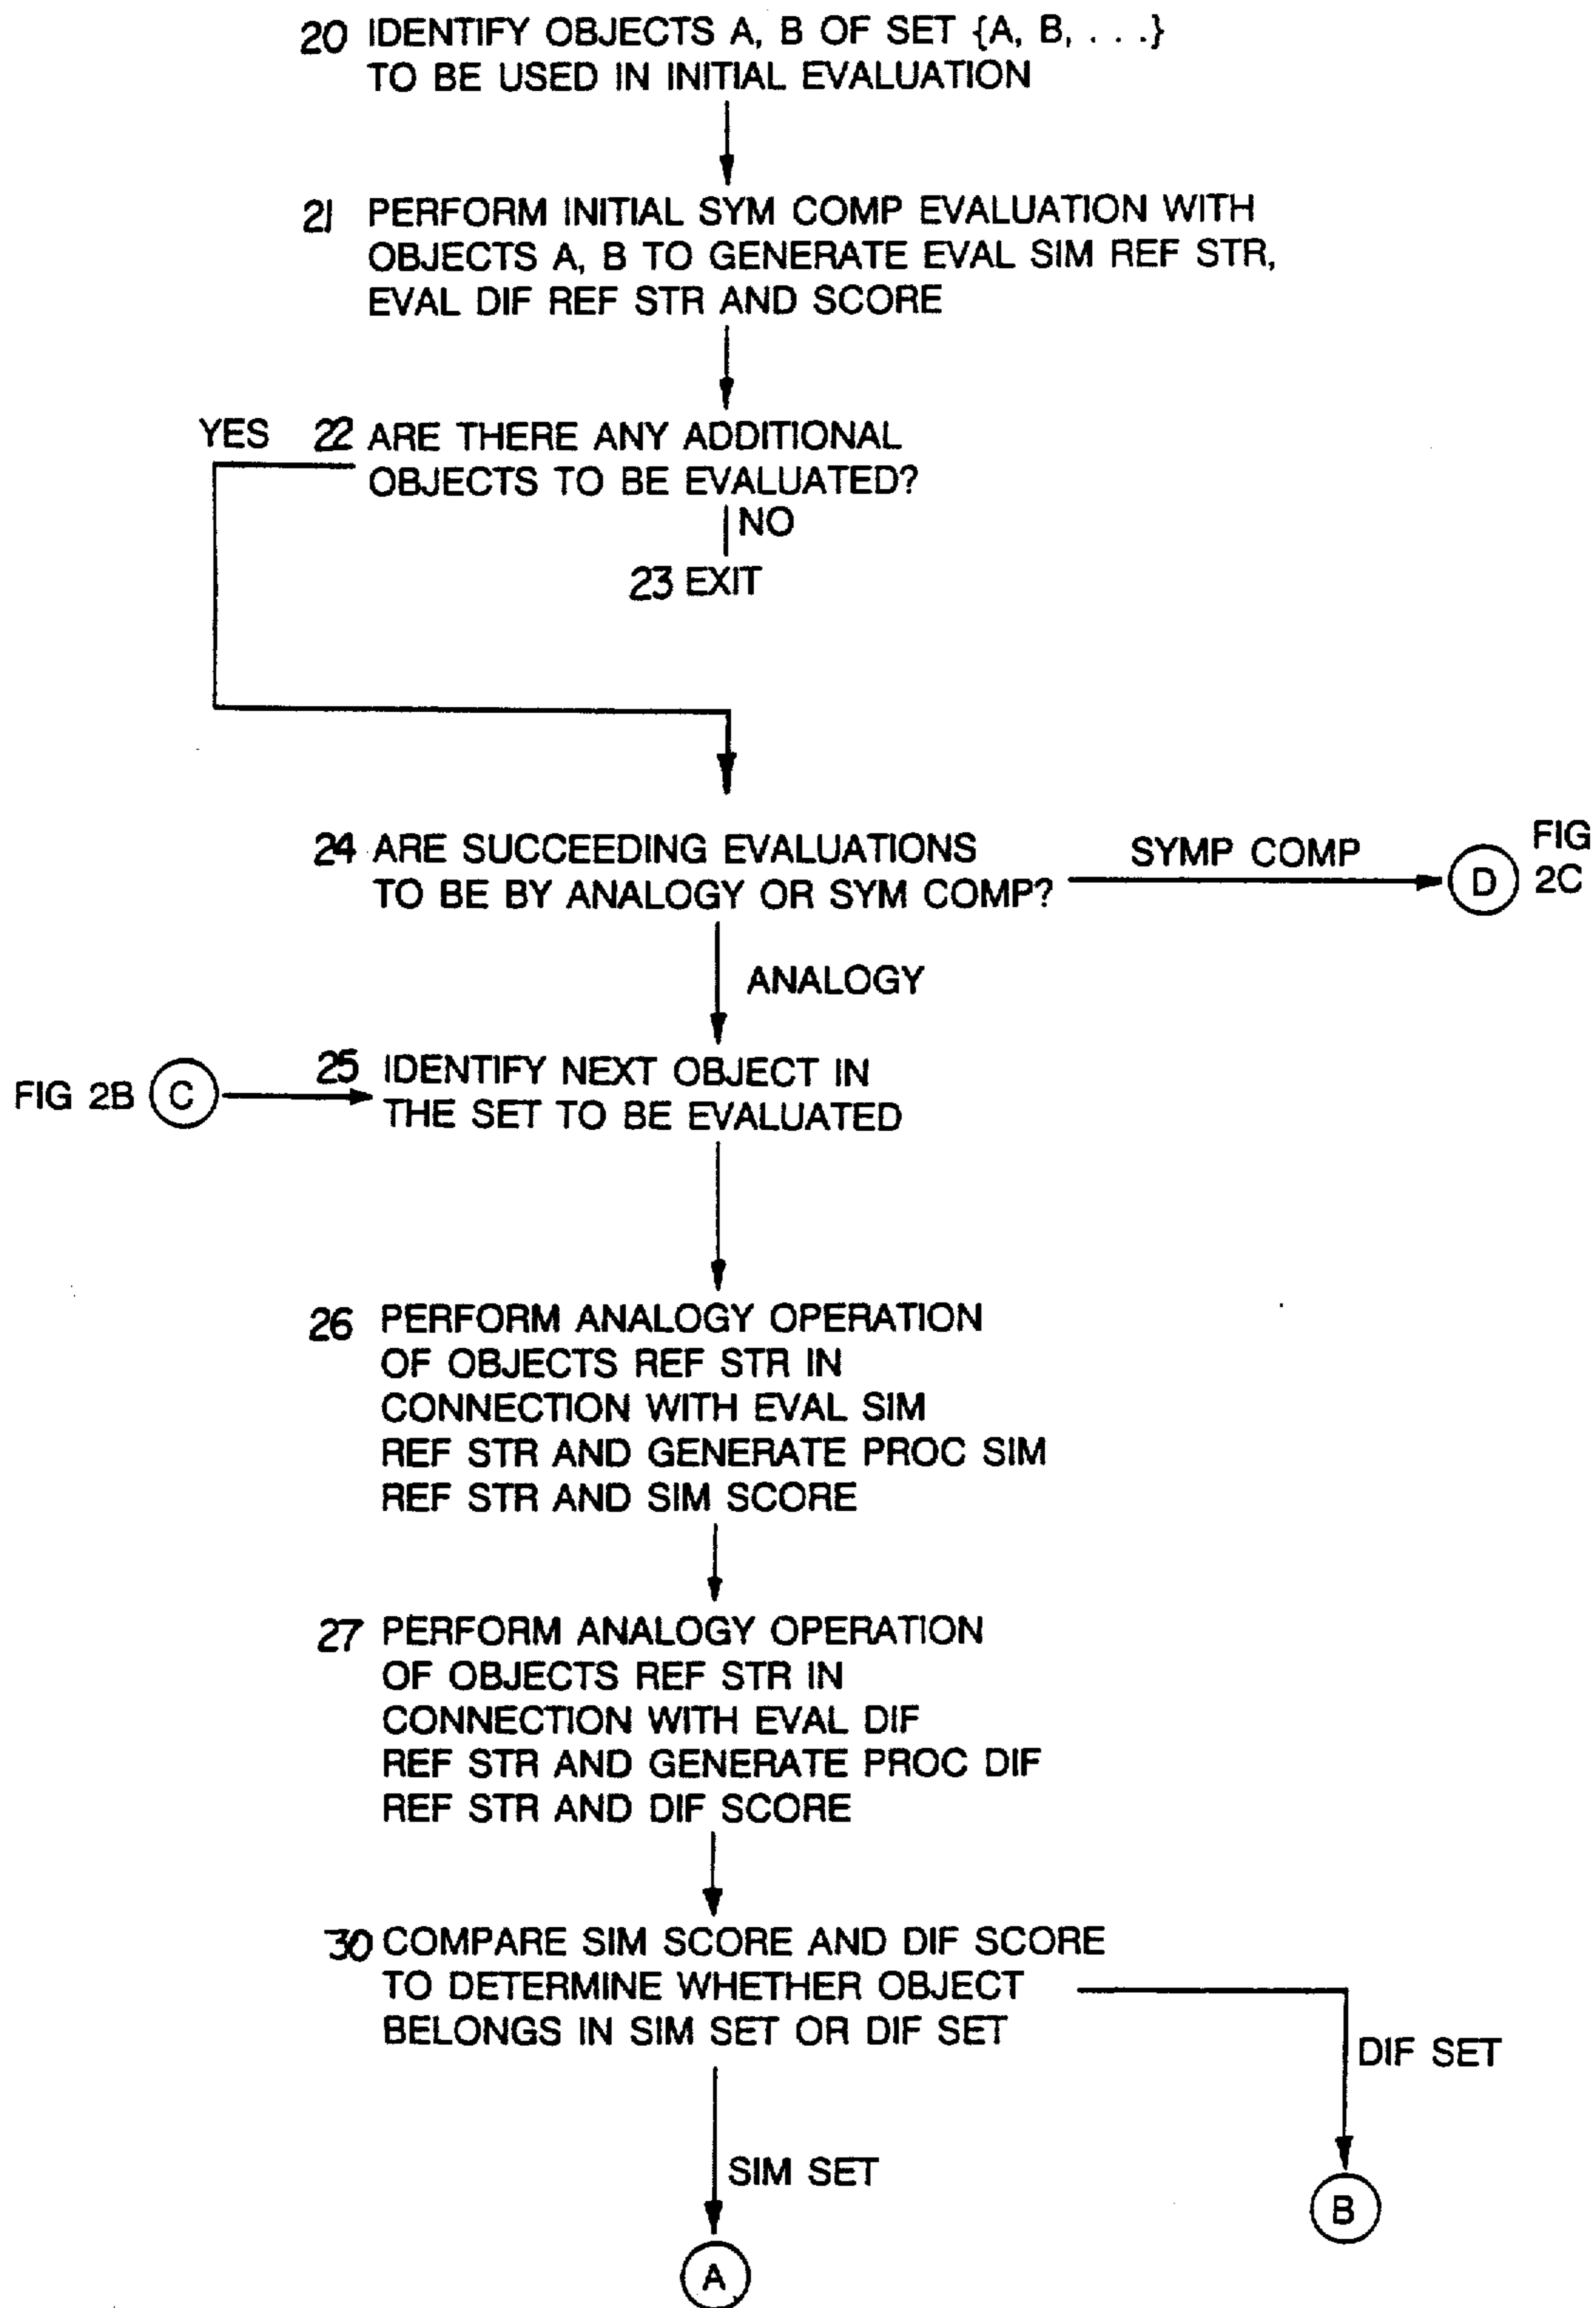 20 IDENTIFY OBJECTS A, B OF SET {A, B, . . .}
TO BE USED IN INITIAL EVALUATION
21 PERFORM INITIAL SYM COMP EVALUATION WITH
OBJECTS A, B TO GENERATE EVAL SIM REF STR,
EVAL DIF REF STR AND SCORE
YES 22 ARE THERE ANY ADDITIONAL
OBJECTS TO BE EVALUATED?
NO
23 EXIT
24 ARE SUCCEEDING EVALUATIONS
TO BE BY ANALOGY OR SYM COMP?
SYMP COMP
D
FIG
2C
ANALOGY
FIG 2B C
25 IDENTIFY NEXT OBJECT IN
THE SET TO BE EVALUATED
26 PERFORM ANALOGY OPERATION
OF OBJECTS REF STR IN
CONNECTION WITH EVAL SIM
REF STR AND GENERATE PROC SIM
REF STR AND SIM SCORE
27 PERFORM ANALOGY OPERATION
OF OBJECTS REF STR IN
CONNECTION WITH EVAL DIF
REF STR AND GENERATE PROC DIF
REF STR AND DIF SCORE
30 COMPARE SIM SCORE AND DIF SCORE
TO DETERMINE WHETHER OBJECT
BELONGS IN SIM SET OR DIF SET
DIF SET
SIM SET
B
A